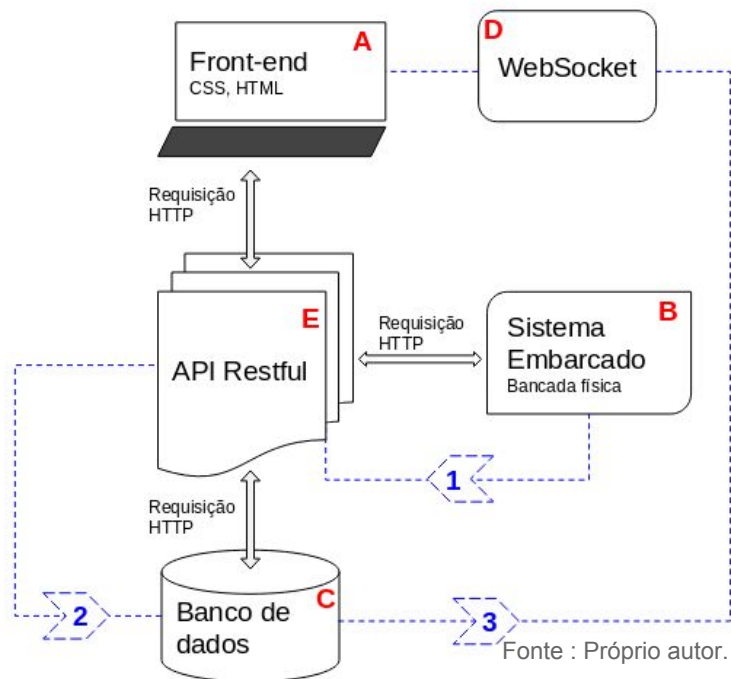 A
Front-end
CSS, HTML
D
WebSocket
Requisição
HTTP
E
API Restful
Requisição
HTTP
B
Sistema
Embarcado
Bancada física
1
Requisição
HTTP
2
C
Banco de
dados
3
Fonte : Próprio autor.